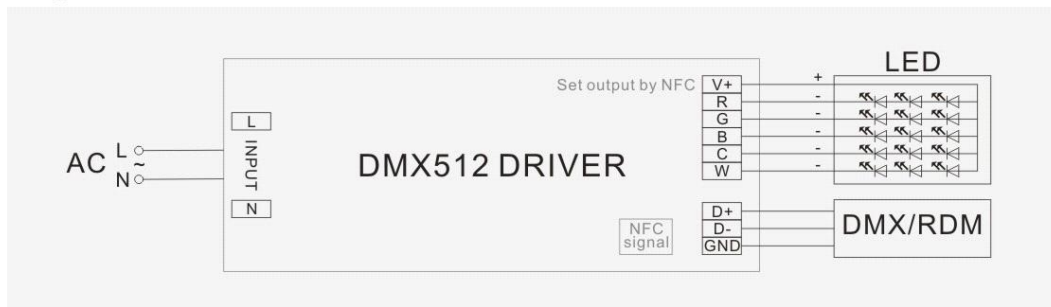 LED
Set output by NFC
V+
+
R
-
G
-
B
-
C
-
W
-
AC
L
~
N
L
INPUT
N
DMX512 DRIVER
NFC
signal
D+
D-
GND
DMX/RDM